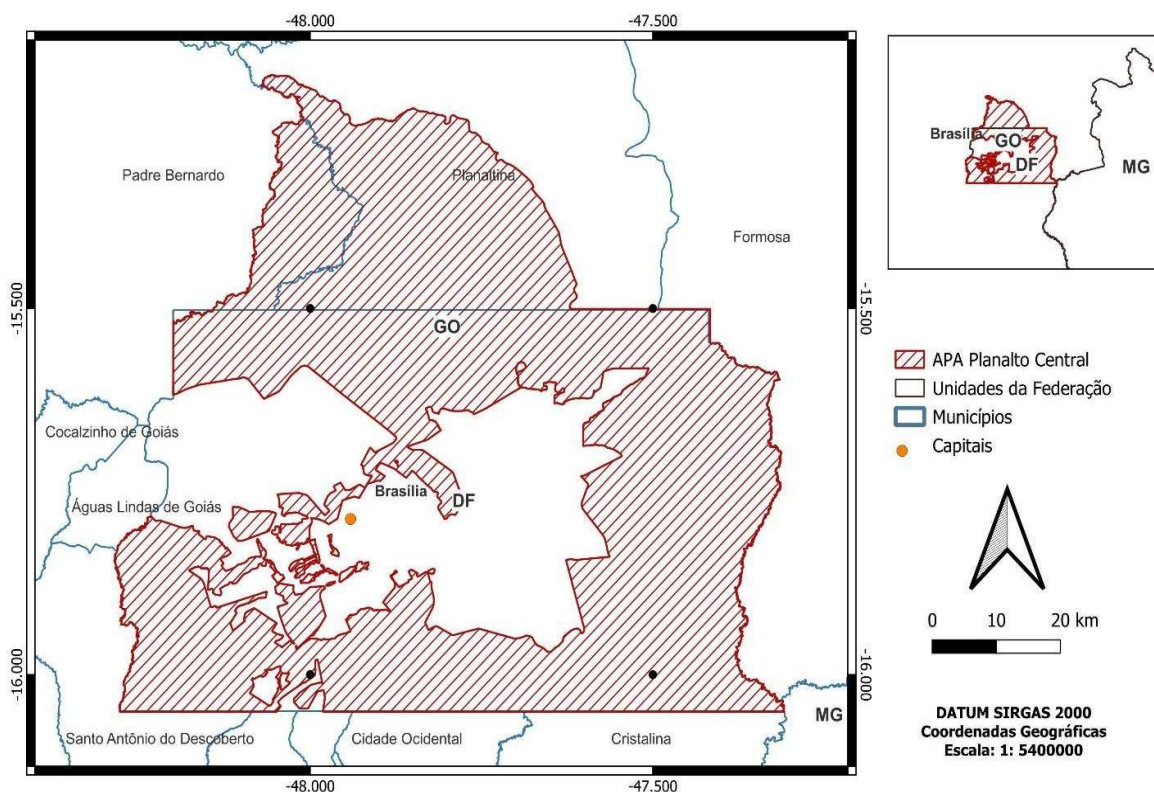 -48.000
-47.500
Padre Bernardo
Planaltina
Formosa
-15.500
-15.500
GO
Cocalzinho de Goiás
Águas Lindas de Goiás
Brasília
DF
-16.000
-16.000
MG
Santo Antônio do Descoberto
Cidade Ocidental
Cristalina
-48.000
-47.500
Brasília
GO
DF
MG
APA Planalto Central
Unidades da Federação
Municípios
Capitais
0 10 20 km
DATUM SIRGAS 2000
Coordenadas Geográficas
Escala: 1: 5400000